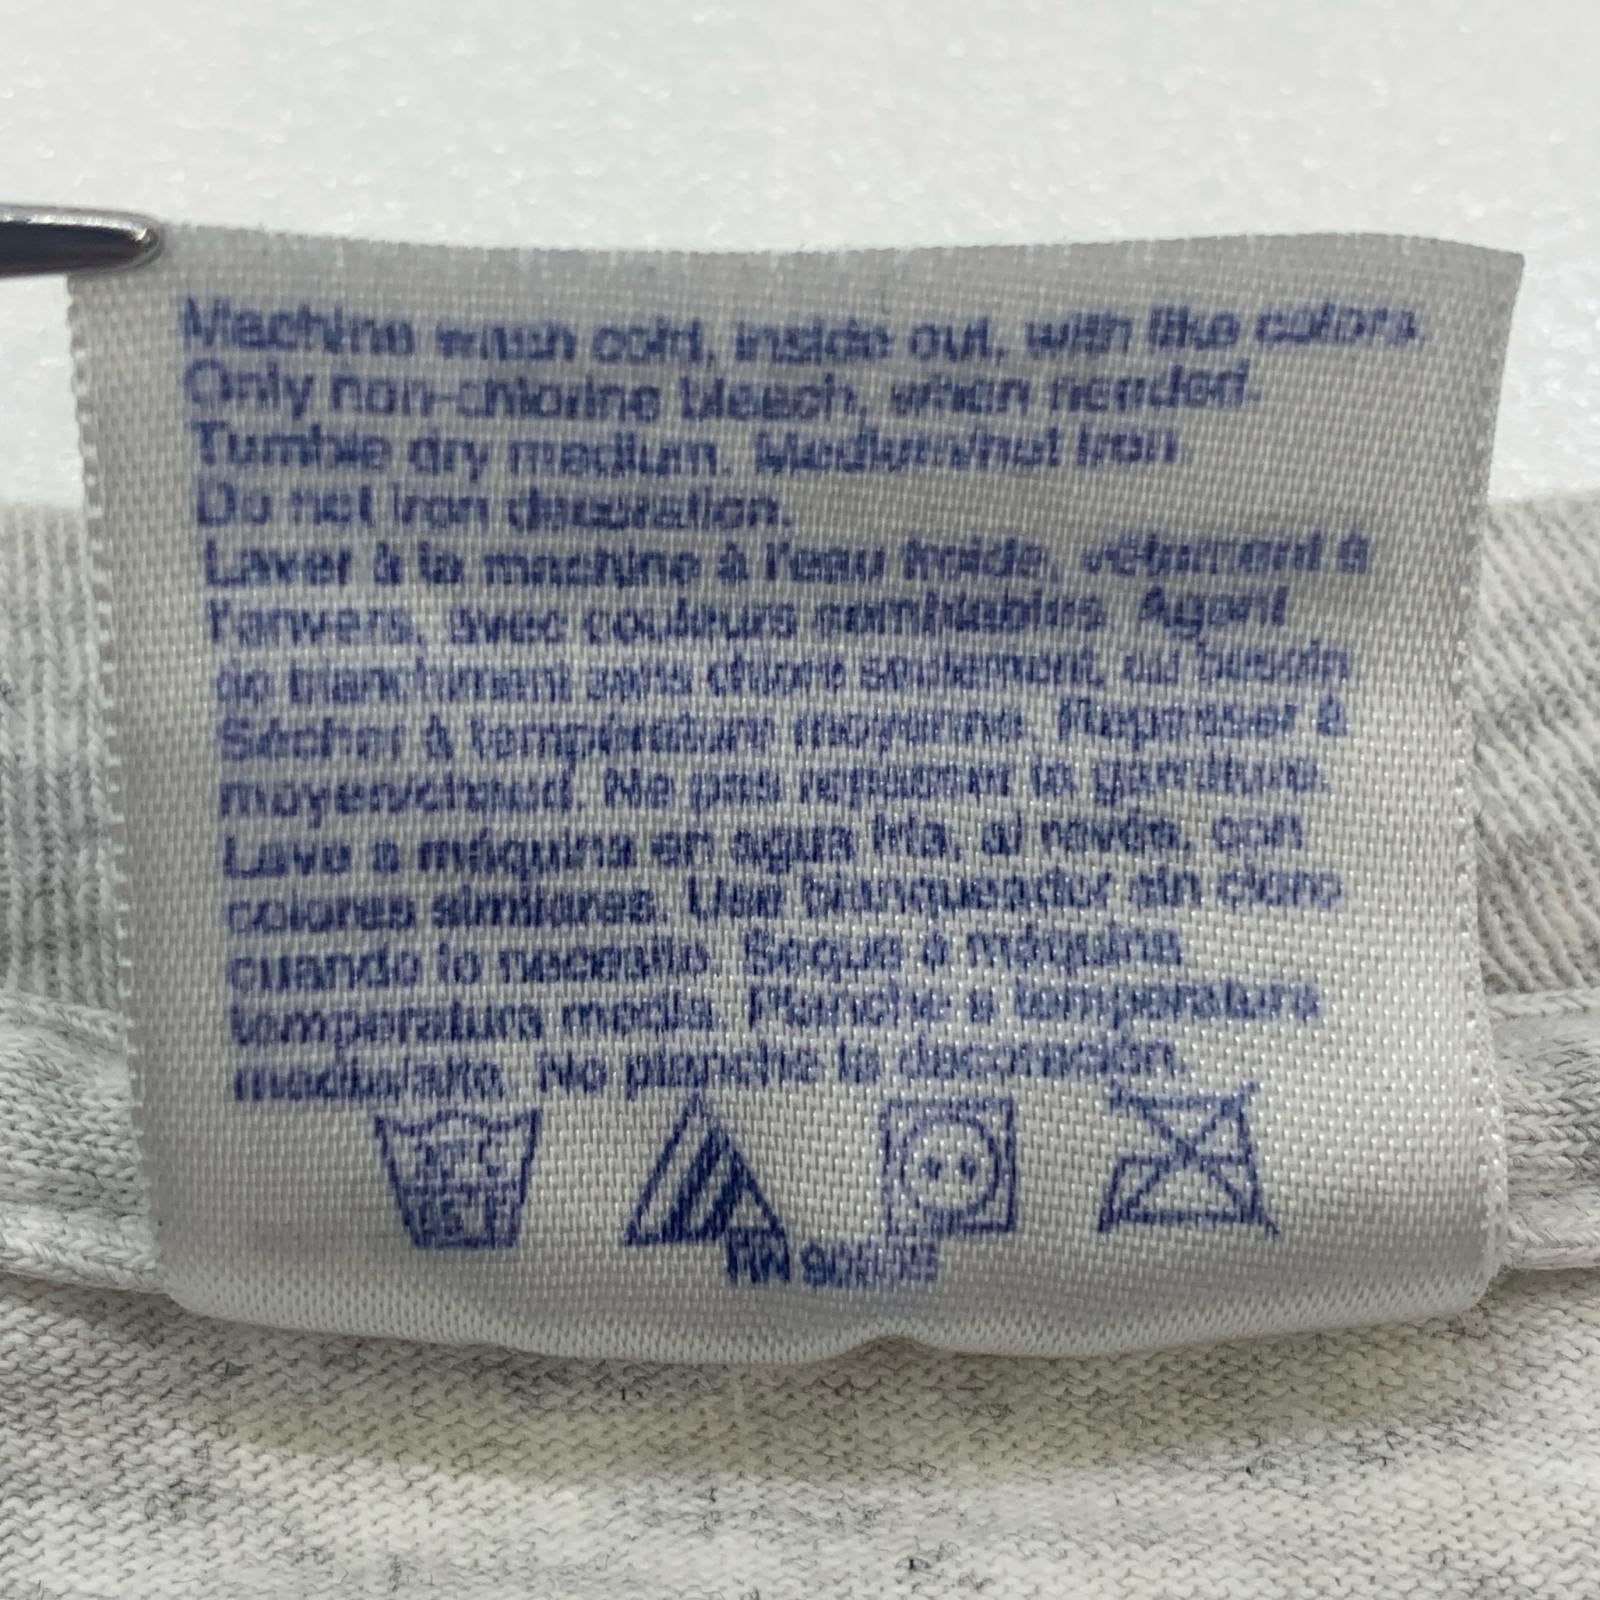 Machine wash cold, inside out, with like colors.
Only non-chlorine bleach, when needed.
Tumble dry medium. Medium/hot iron
Do not iron decoration.
Laver à la machine à l'eau froide, vêtement à
l'envers, avec couleurs semblables. Agent
de blanchiment sans chlore seulement, au besoin
Sécher à température moyenne. Repasser à
moyen/chaud. Ne pas repasser la garniture.
Lave a máquina en agua fría, al revés, con
colores similares. Use blanqueador sin cloro
cuando lo necesite. Seque a máquina
temperatura media. Planche a temperatura
media/alta. No planche la decoración.
RN